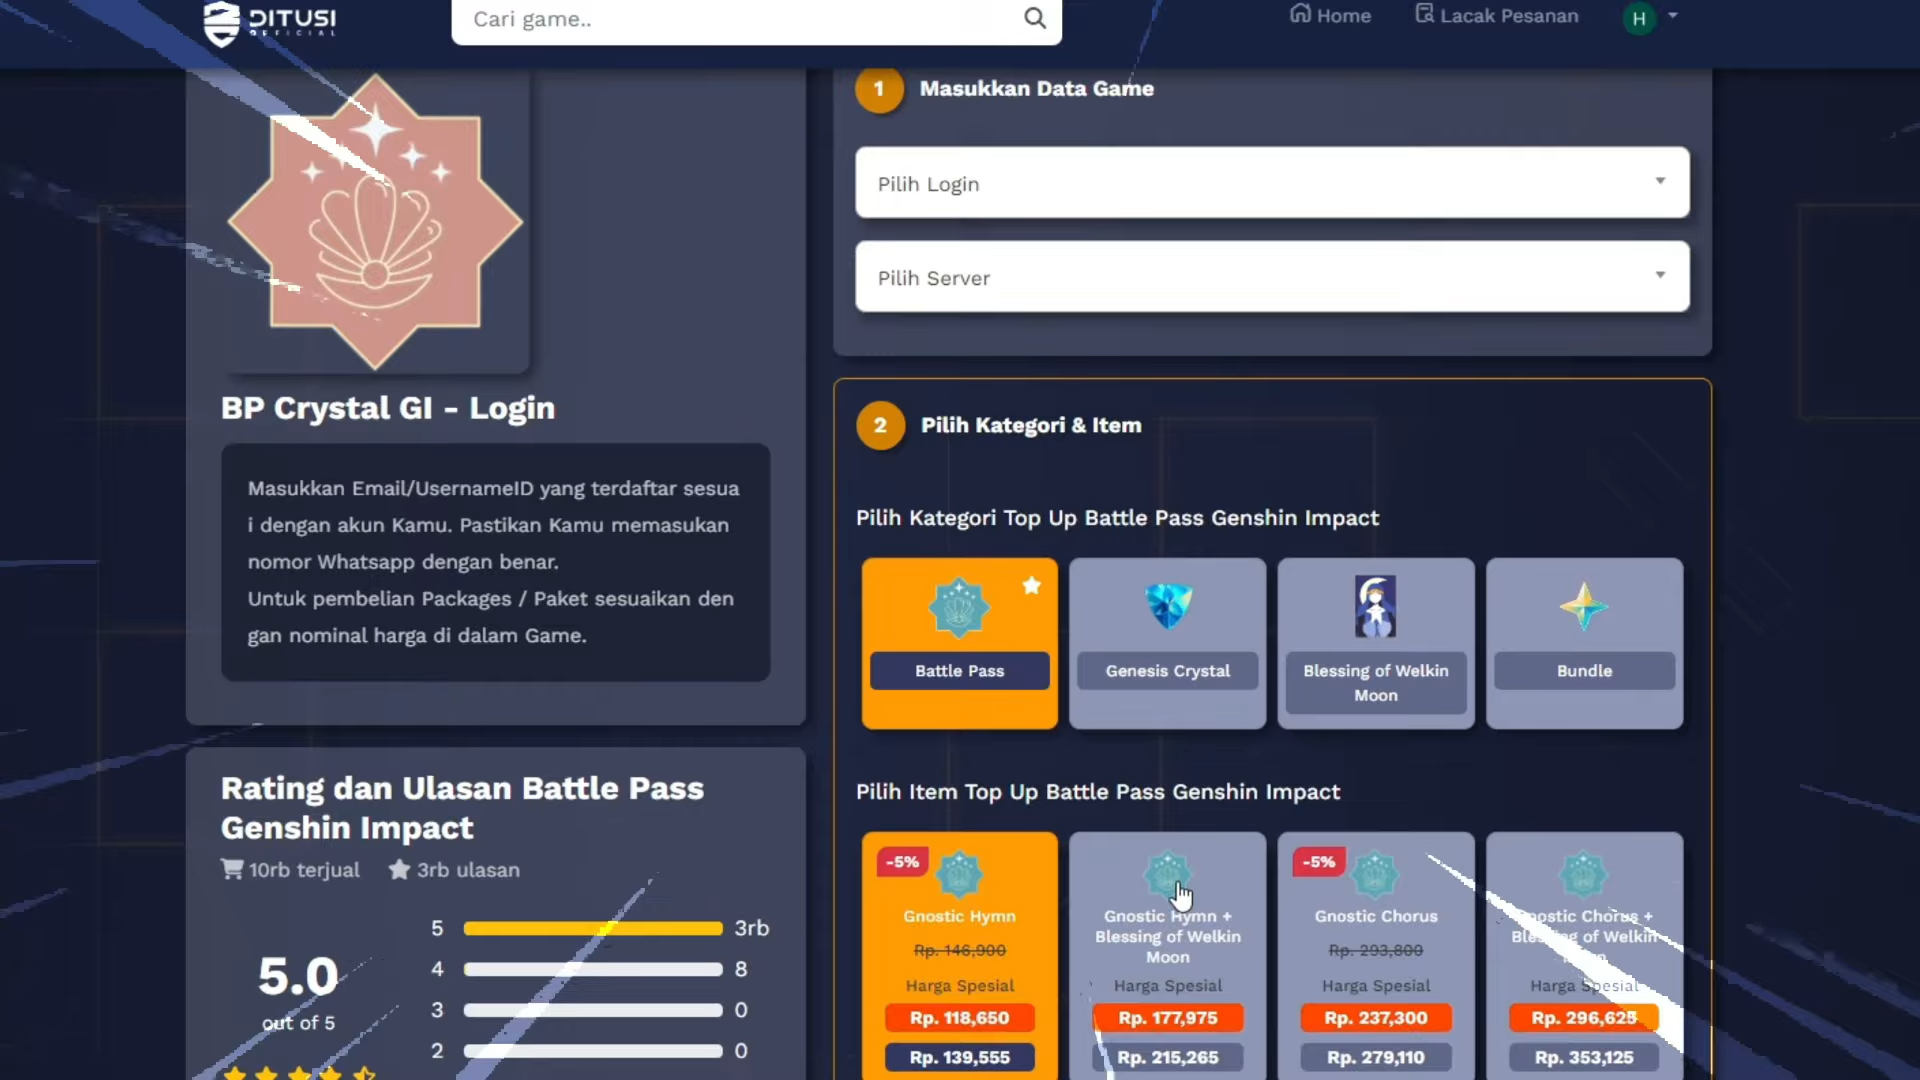 DITUSI
OFFICIAL
Cari game..
Home
Lacak Pesanan
H
BP Crystal GI - Login
Masukkan Email/UsernameID yang terdaftar sesua
i dengan akun Kamu. Pastikan Kamu memasukan
nomor Whatsapp dengan benar.
Untuk pembelian Packages / Paket sesuaikan den
gan nominal harga di dalam Game.
Rating dan Ulasan Battle Pass
Genshin Impact
10rb terjual
3rb ulasan
5.0
out of 5
5
3rb
4
8
3
0
2
0
1
Masukkan Data Game
Pilih Login
Pilih Server
2
Pilih Kategori & Item
Pilih Kategori Top Up Battle Pass Genshin Impact
Battle Pass
Genesis Crystal
Blessing of Welkin
Moon
Bundle
Pilih Item Top Up Battle Pass Genshin Impact
-5%
Gnostic Hymn
Rp. 146,900
Harga Spesial
Rp. 118,650
Rp. 139,555
Gnostic Hymn +
Blessing of Welkin
Moon
Harga Spesial
Rp. 177,975
Rp. 215,265
-5%
Gnostic Chorus
Rp. 293,800
Harga Spesial
Rp. 237,300
Rp. 279,110
Chorus +
of Welkin
Harga Spesial
Rp. 296,625
Rp. 353,125